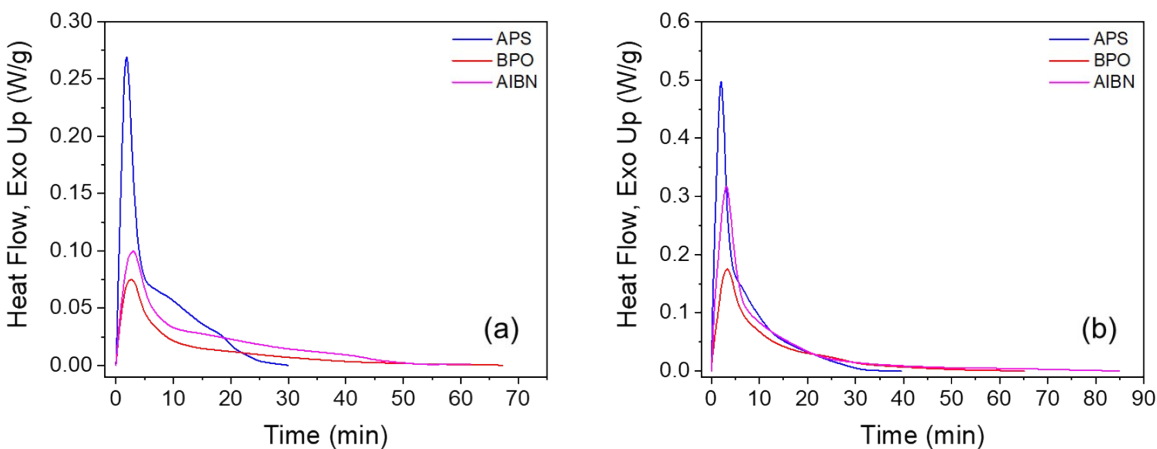 0.30
0.25
0.20
0.15
0.10
0.05
0.00
Heat Flow, Exo Up (W/g)
APS
BPO
AIBN
(a)
0 10 20 30 40 50 60 70
Time (min)
0.6
0.5
0.4
0.3
0.2
0.1
0.0
Heat Flow, Exo Up (W/g)
APS
BPO
AIBN
(b)
0 10 20 30 40 50 60 70 80 90
Time (min)